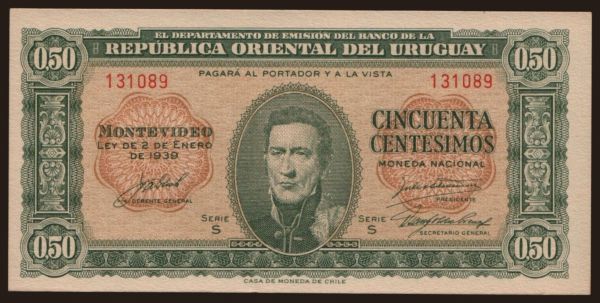 EL DEPARTAMENTO DE EMISIÓN DEL BANCO DE LA
REPÚBLICA ORIENTAL DEL URUGUAY
0,50
0,50
PAGARÁ AL PORTADOR Y A LA VISTA
131089
131089
MONTEVIDEO
LEY DE 2 DE ENERO
DE 1939
CINCUENTA
CENTESIMOS
MONEDA NACIONAL
GERENTE GENERAL
PRESIDENTE
SERIE
S
SERIE
S
SECRETARIO GENERAL
0,50
0,50
CASA DE MONEDA DE CHILE